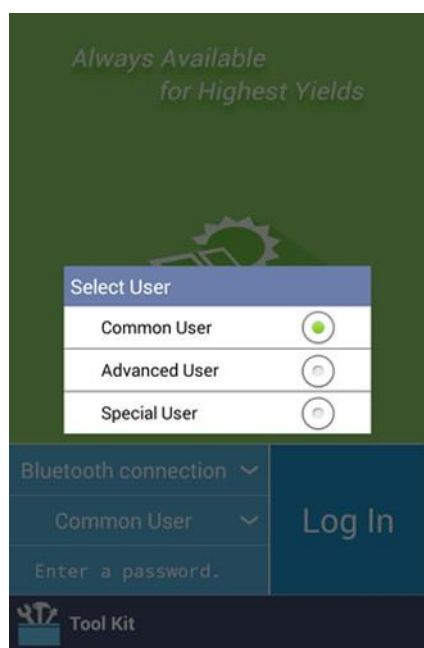 Always Available
for Highest Yields
Select User
Common User
Advanced User
Special User
Bluetooth connection
Common User
Log In
Enter a password.
Tool Kit